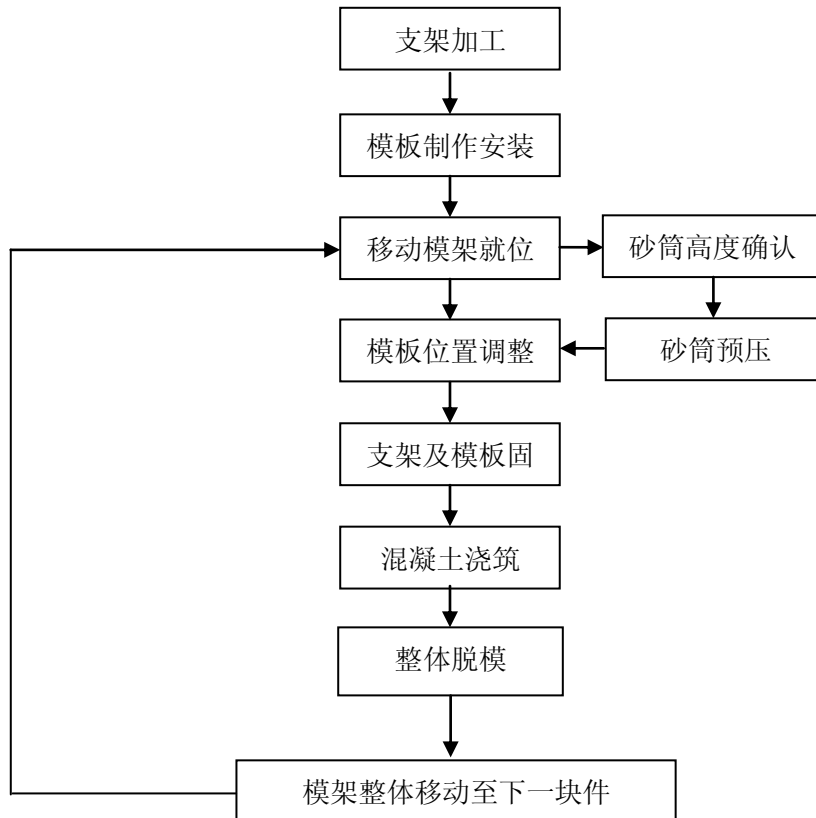 支架加工
模板制作安装
移动模架就位
砂筒高度确认
模板位置调整
砂筒预压
支架及模板固
混凝土浇筑
整体脱模
模架整体移动至下一块件